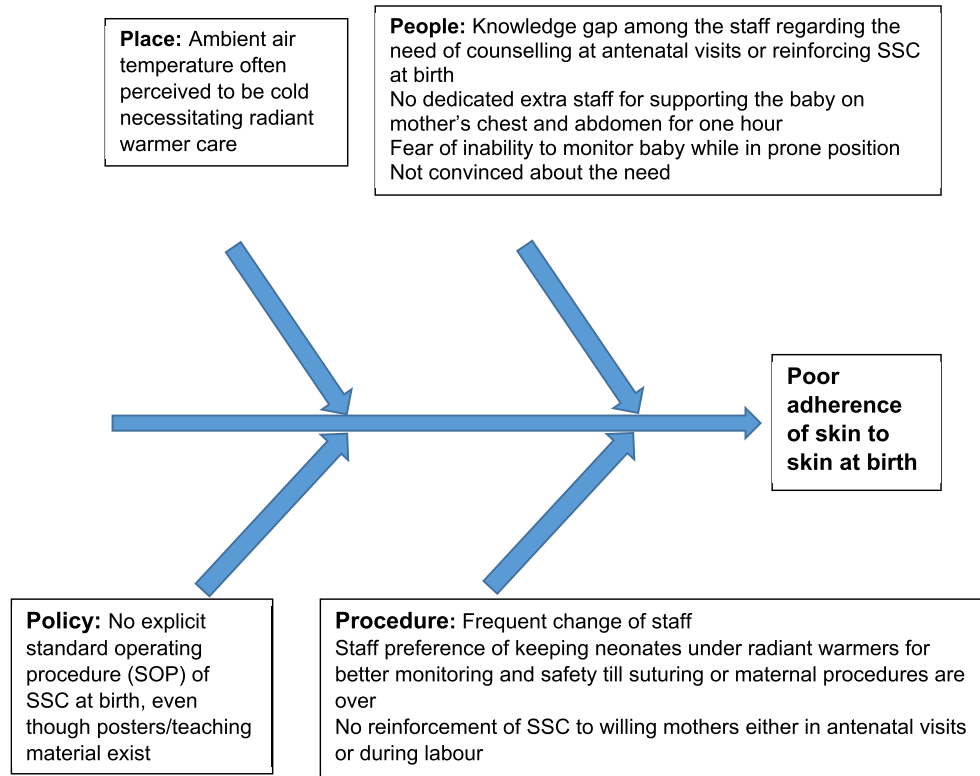 Place: Ambient air
temperature often
perceived to be cold
necessitating radiant
warmer care
People: Knowledge gap among the staff regarding the
need of counselling at antenatal visits or reinforcing SSC
at birth
No dedicated extra staff for supporting the baby on
mother's chest and abdomen for one hour
Fear of inability to monitor baby while in prone position
Not convinced about the need
Poor
adherence
of skin to
skin at birth
Policy: No explicit
standard operating
procedure (SOP) of
SSC at birth, even
though posters/teaching
material exist
Procedure: Frequent change of staff
Staff preference of keeping neonates under radiant warmers for
better monitoring and safety till suturing or maternal procedures are
over
No reinforcement of SSC to willing mothers either in antenatal visits
or during labour